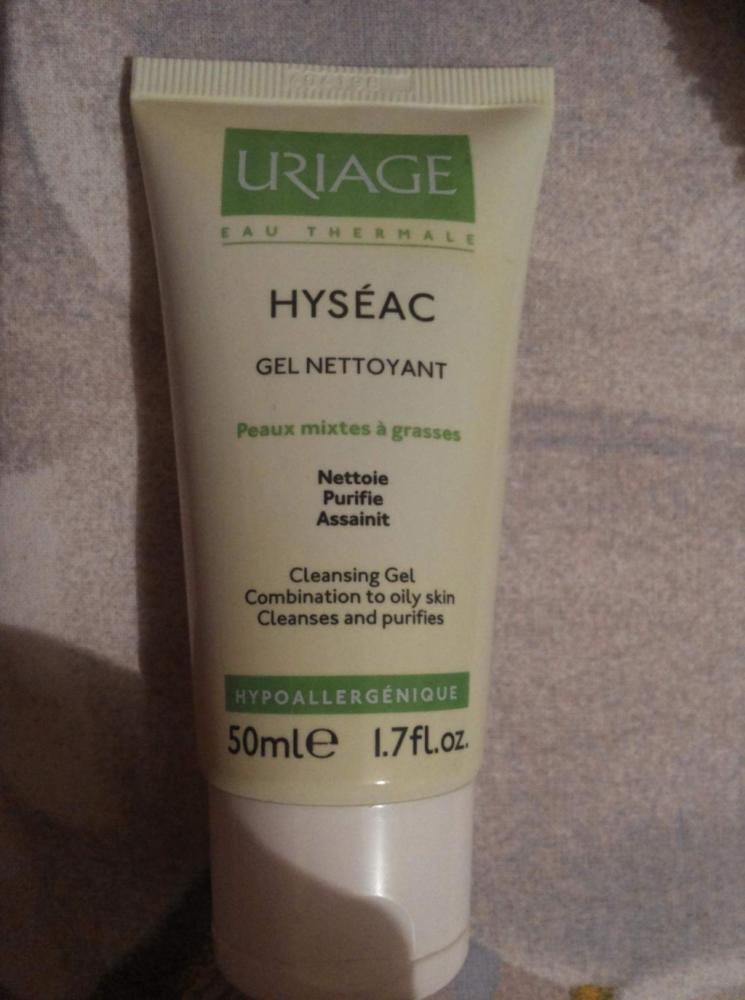 URIAGE
EAU THERMALE
HYSÉAC
GEL NETTOYANT
Peaux mixtes à grasses
Nettoie
Purifie
Assainit
Cleansing Gel
Combination to oily skin
Cleanses and purifies
HYPOALLERGÉNIQUE
50ml℮ 1.7fl.oz.